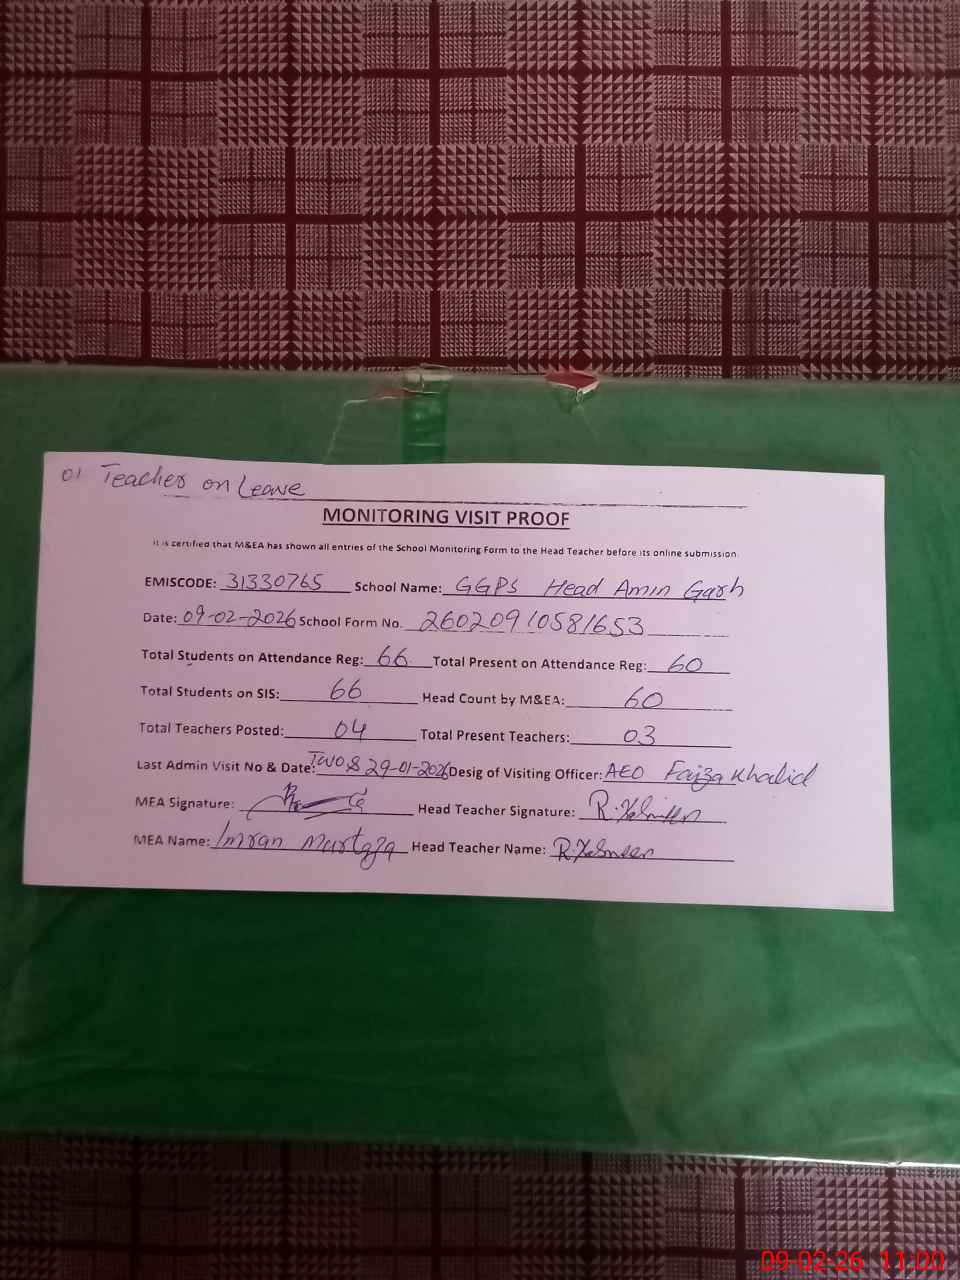 01 Teacher on Leave
MONITORING VISIT PROOF
It is certified that M&EA has shown all entries of the School Monitoring Form to the Head Teacher before its online submission.
EMISCODE: 31330765 School Name: GGPS Head Amin Garh
Date: 09-02-2026 School Form No. 26020910581653
Total Students on Attendance Reg: 66 Total Present on Attendance Reg: 60
Total Students on SIS: 66 Head Count by M&EA: 60
Total Teachers Posted: 04 Total Present Teachers: 03
Last Admin Visit No & Date: Two & 29-01-2026 Desig of Visiting Officer: AEO Faiza Khalid
MEA Signature: Head Teacher Signature: R.
MEA Name: Imran Murtaza Head Teacher Name: R.
09-02-26 11:00